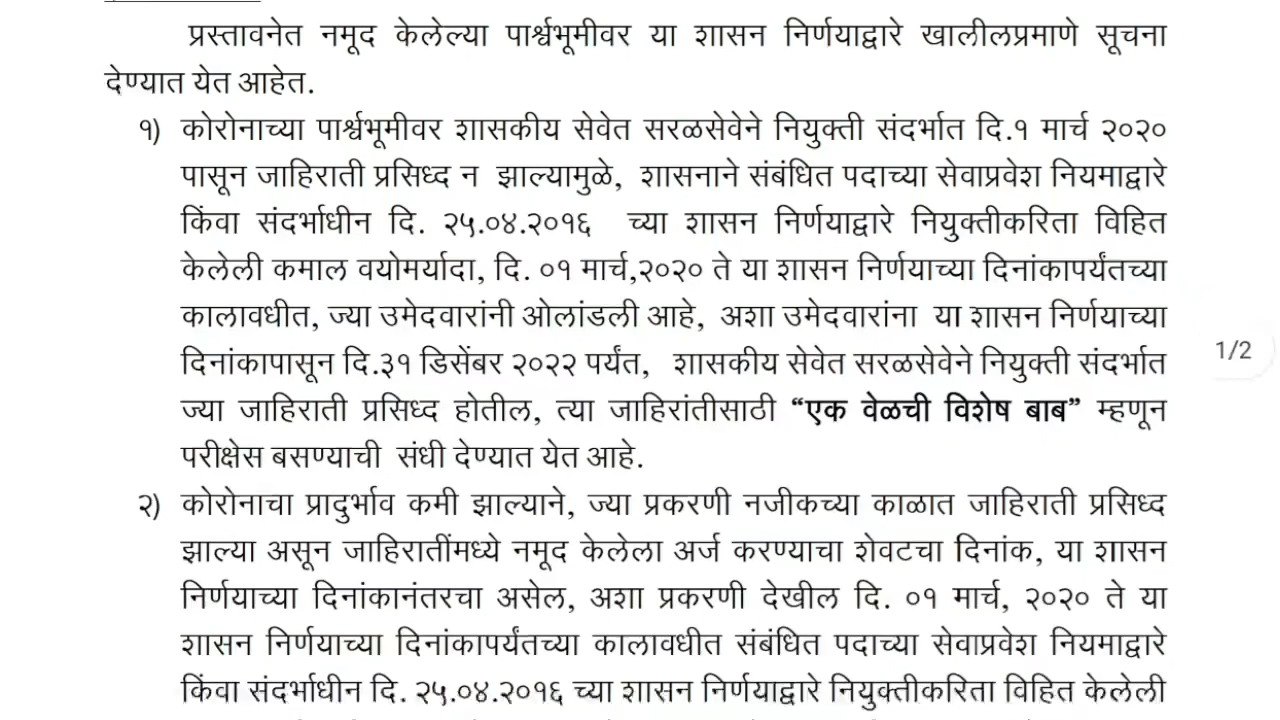 प्रस्तावनेत नमूद केलेल्या पार्श्वभूमीवर या शासन निर्णयाद्वारे खालीलप्रमाणे सूचना
देण्यात येत आहेत.
१) कोरोनाच्या पार्श्वभूमीवर शासकीय सेवेत सरळसेवेने नियुक्ती संदर्भात दि.१ मार्च २०२०
पासून जाहिराती प्रसिध्द न झाल्यामुळे, शासनाने संबंधित पदाच्या सेवाप्रवेश नियमाद्वारे
किंवा संदर्भाधीन दि. २५.०४.२०१६ च्या शासन निर्णयाद्वारे नियुक्तीकरिता विहित
केलेली कमाल वयोमर्यादा, दि. ०१ मार्च,२०२० ते या शासन निर्णयाच्या दिनांकापर्यंतच्या
कालावधीत, ज्या उमेदवारांनी ओलांडली आहे, अशा उमेदवारांना या शासन निर्णयाच्या
दिनांकापासून दि.३१ डिसेंबर २०२२ पर्यंत, शासकीय सेवेत सरळसेवेने नियुक्ती संदर्भात
1/2
ज्या जाहिराती प्रसिध्द होतील, त्या जाहिरांतीसाठी “एक वेळची विशेष बाब” म्हणून
परीक्षेस बसण्याची संधी देण्यात येत आहे.
२) कोरोनाचा प्रादुर्भाव कमी झाल्याने, ज्या प्रकरणी नजीकच्या काळात जाहिराती प्रसिध्द
झाल्या असून जाहिरातींमध्ये नमूद केलेला अर्ज करण्याचा शेवटचा दिनांक, या शासन
निर्णयाच्या दिनांकानंतरचा असेल, अशा प्रकरणी देखील दि. ०१ मार्च, २०२० ते या
शासन निर्णयाच्या दिनांकापर्यंतच्या कालावधीत संबंधित पदाच्या सेवाप्रवेश नियमाद्वारे
किंवा संदर्भाधीन दि. २५.०४.२०१६ च्या शासन निर्णयाद्वारे नियुक्तीकरिता विहित केलेली